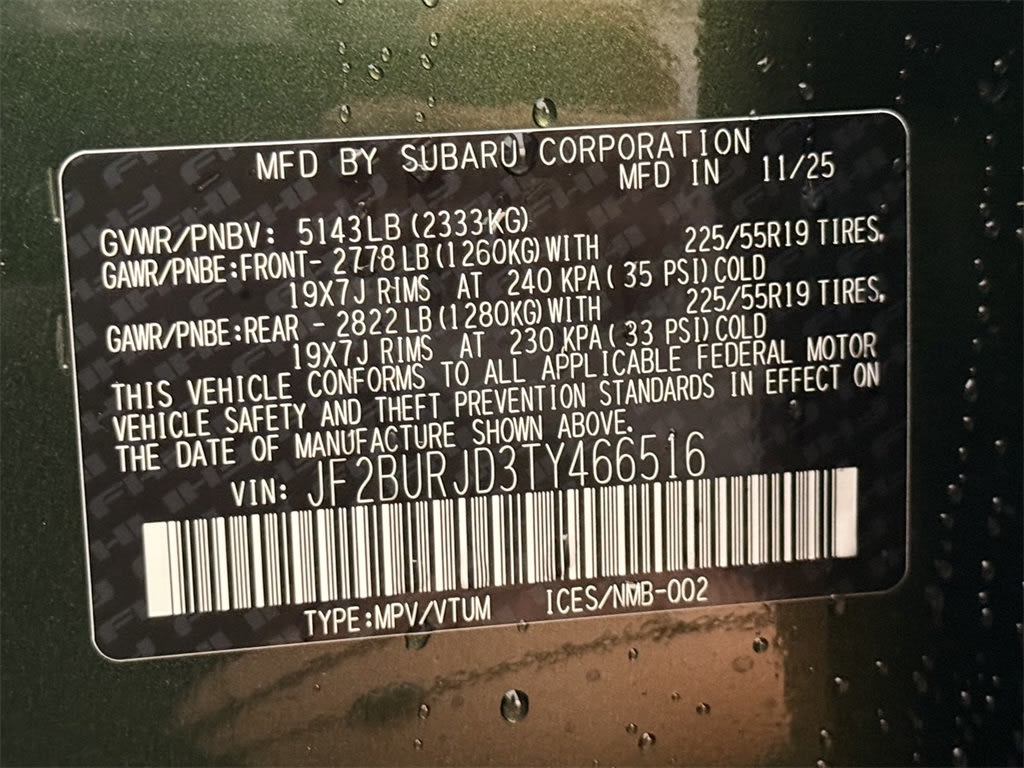 MFD BY SUBARU CORPORATION
MFD IN 11/25
GVWR/PNBV: 5143LB (2333KG)
GAWR/PNBE:FRONT- 2778 LB (1260KG) WITH 225/55R19 TIRES,
19X7J RIMS AT 240 KPA ( 35 PSI) COLD
GAWR/PNBE:REAR - 2822 LB (1280KG) WITH 225/55R19 TIRES,
19X7J RIMS AT 230 KPA ( 33 PSI) COLD
THIS VEHICLE CONFORMS TO ALL APPLICABLE FEDERAL MOTOR
VEHICLE SAFETY AND THEFT PREVENTION STANDARDS IN EFFECT ON
THE DATE OF MANUFACTURE SHOWN ABOVE.
VIN: JF2BURJD3TY466516
TYPE:MPV/VTUM ICES/NMB-002